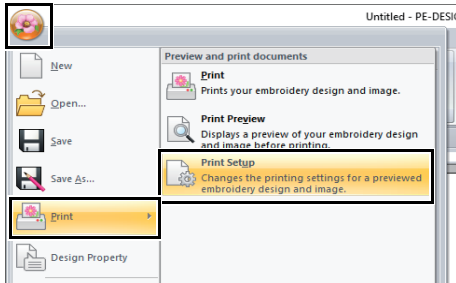 Untitled - PE-DESI
New
Open...
Save
Save As...
Print
Design Property
Preview and print documents
Print
Prints your embroidery design and image.
Print Preview
Displays a preview of your embroidery design
and image before printing.
Print Setup
Changes the printing settings for a previewed
embroidery design and image.